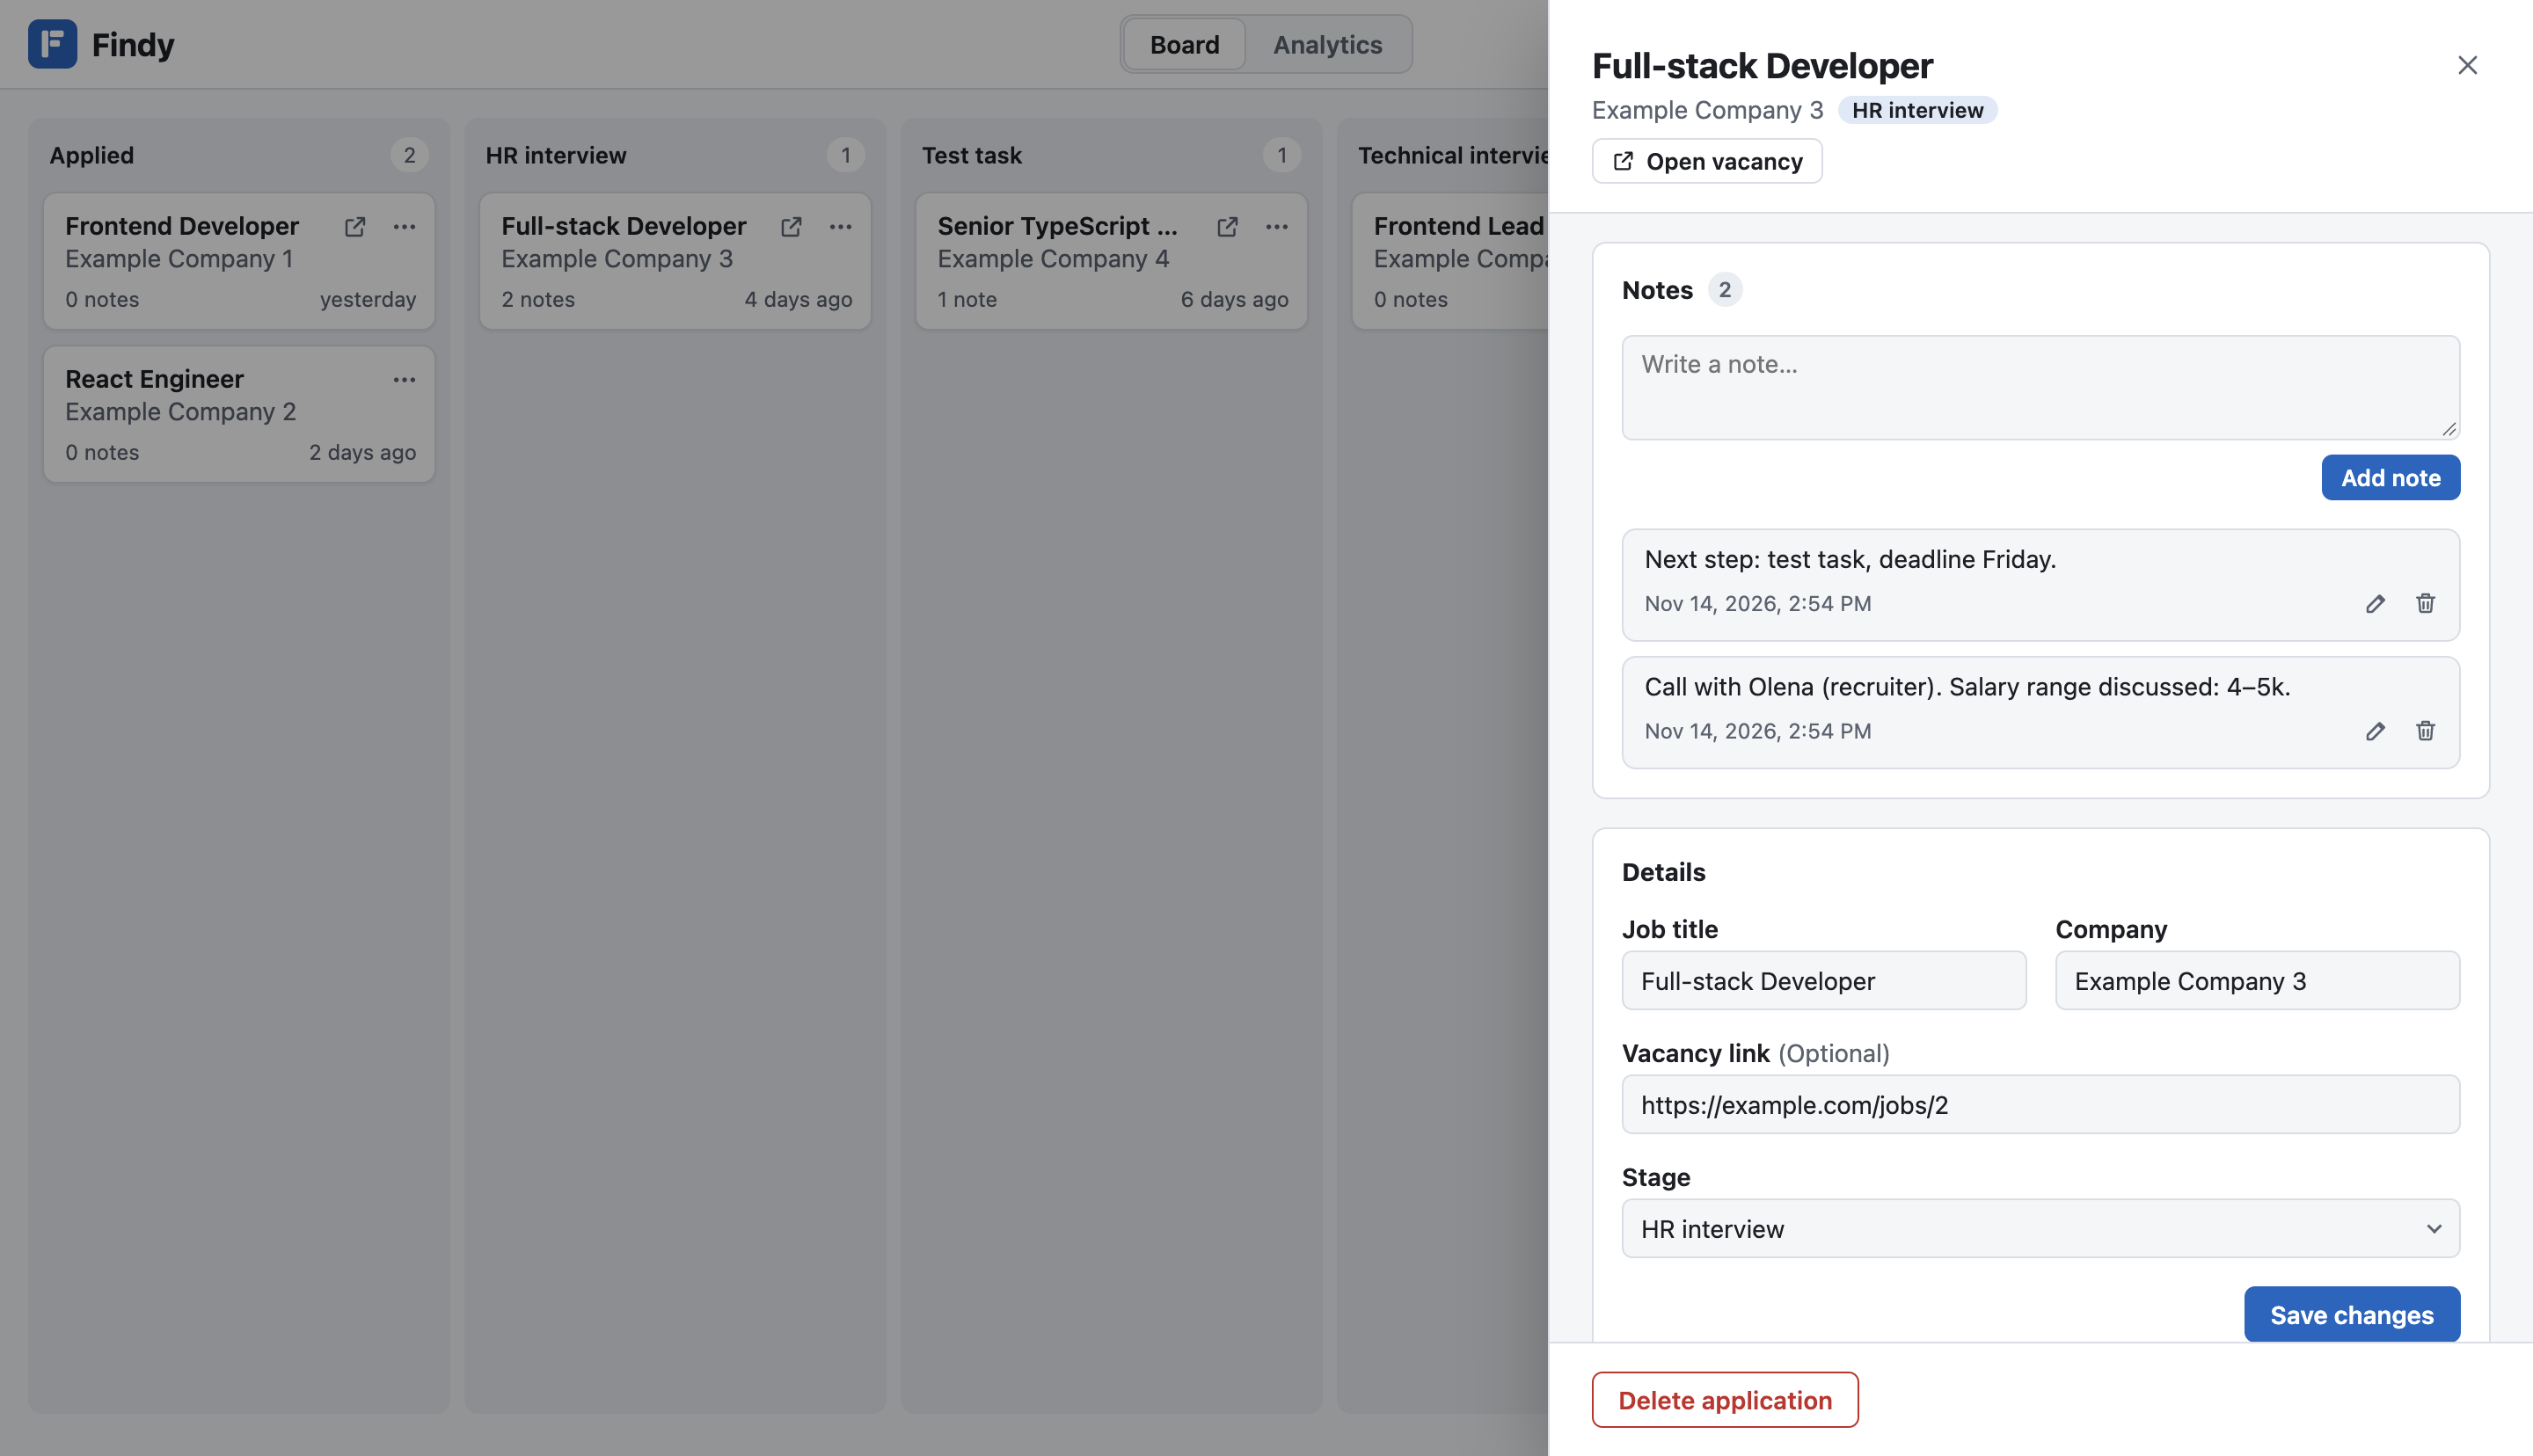 Findy
Board
Analytics
Applied
2
Frontend Developer
Example Company 1
0 notes
yesterday
React Engineer
Example Company 2
0 notes
2 days ago
HR interview
1
Full-stack Developer
Example Company 3
2 notes
4 days ago
Test task
1
Senior TypeScript ...
Example Company 4
1 note
6 days ago
Technical intervie
Frontend Lead
Example Compa
0 notes
Full-stack Developer
Example Company 3
HR interview
Open vacancy
Notes
2
Write a note...
Add note
Next step: test task, deadline Friday.
Nov 14, 2026, 2:54 PM
Call with Olena (recruiter). Salary range discussed: 4–5k.
Nov 14, 2026, 2:54 PM
Details
Job title
Company
Full-stack Developer
Example Company 3
Vacancy link (Optional)
https://example.com/jobs/2
Stage
HR interview
Save changes
Delete application